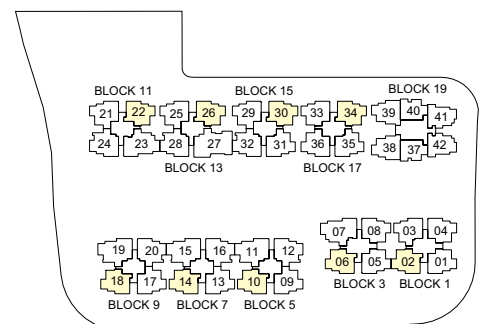 BLOCK 11 BLOCK 15 BLOCK 19
21 22 25 26 29 30 33 34 39 40 41
24 23 28 27 32 31 36 35 38 37 42
BLOCK 13 BLOCK 17
07 08 03 04
19 20 15 16 11 12 06 05 02 01
18 17 14 13 10 09 BLOCK 3 BLOCK 1
BLOCK 9 BLOCK 7 BLOCK 5